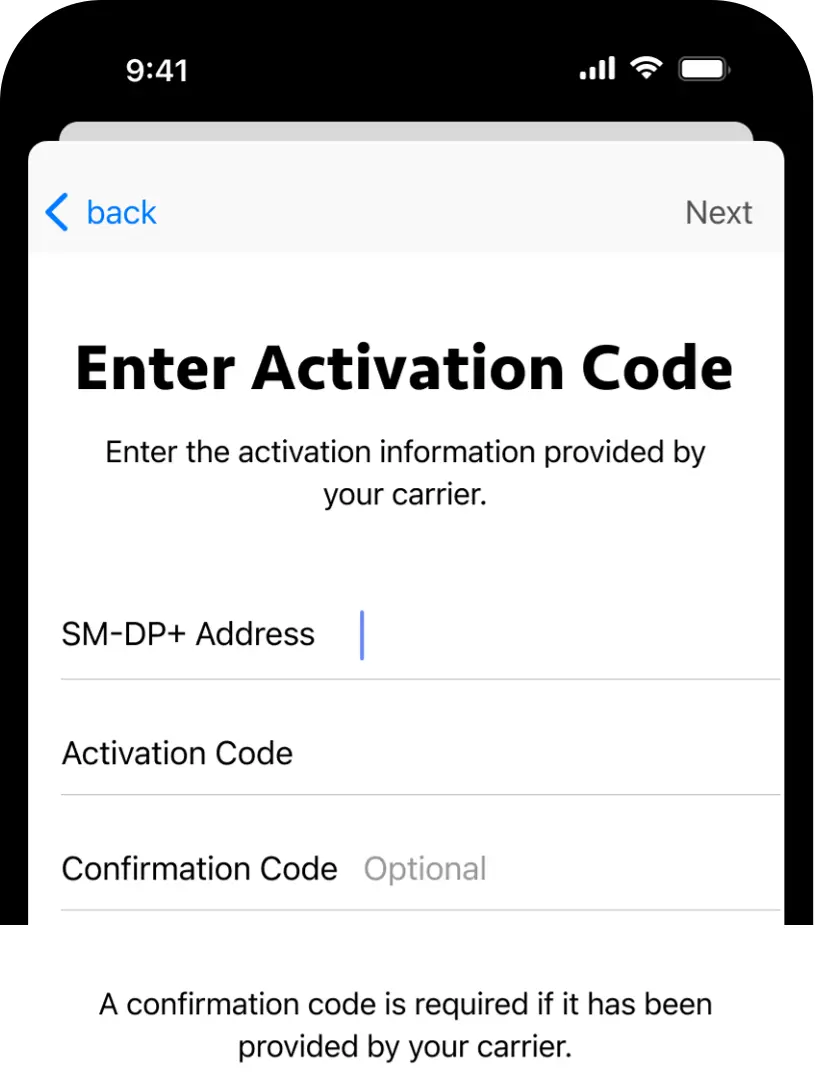 9:41
back
Next
Enter Activation Code
Enter the activation information provided by
your carrier.
SM-DP+ Address
Activation Code
Confirmation Code Optional
A confirmation code is required if it has been
provided by your carrier.